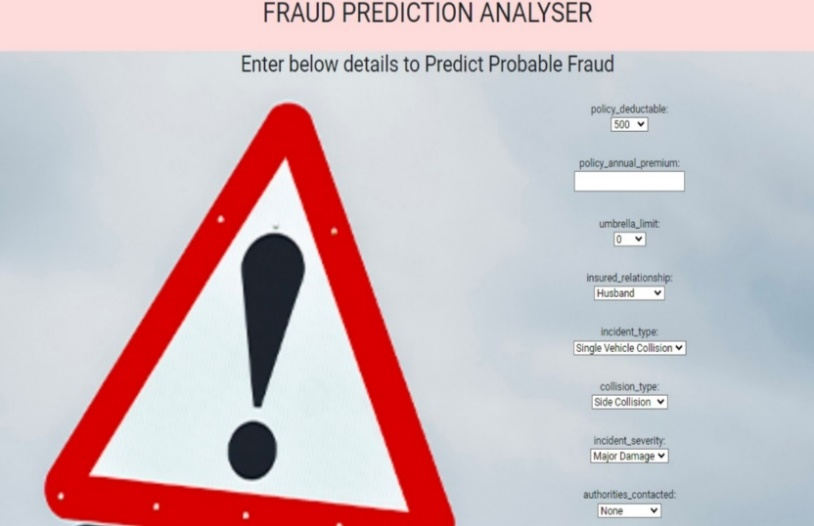 FRAUD PREDICTION ANALYSER
Enter below details to Predict Probable Fraud
policy_deductable:
500
policy_annual_premium:
umbrella_limit:
0
insured_relationship:
Husband
incident_type:
Single Vehicle Collision
collision_type:
Side Collision
incident_severity:
Major Damage
authorities_contacted:
None